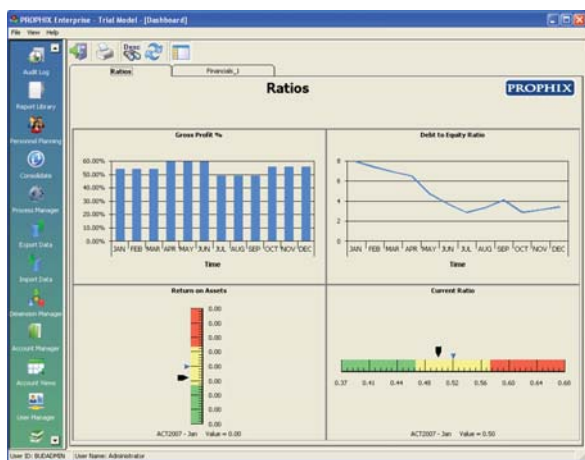 PROPHIX Enterprise - Trial Model - [Dashboard]
File View Help
Audit Log
Report Library
Personnel Planning
Consolidate
Process Manager
Export Data
Import Data
Dimension Manager
Account Manager
Account Views
User Manager
Desc
Ratios
Financials_1
Ratios
PROPHIX
Gross Profit %
60.00%
50.00%
40.00%
30.00%
20.00%
10.00%
0.00%
JAN FEB MAR APR MAY JUN JUL AUG SEP OCT NOV DEC
Time
Debt to Equity Ratio
8
6
4
2
0
JAN FEB MAR APR MAY JUN JUL AUG SEP OCT NOV DEC
Time
Return on Assets
0.00
0.00
0.00
0.00
0.00
0.00
0.00
0.00
0.00
ACT2007 - Jan Value = 0.00
Current Ratio
0.37 0.41 0.44 0.48 0.52 0.56 0.60 0.64 0.68
ACT2007 - Jan Value = 0.50
User ID: BUDADMIN User Name: Administrator